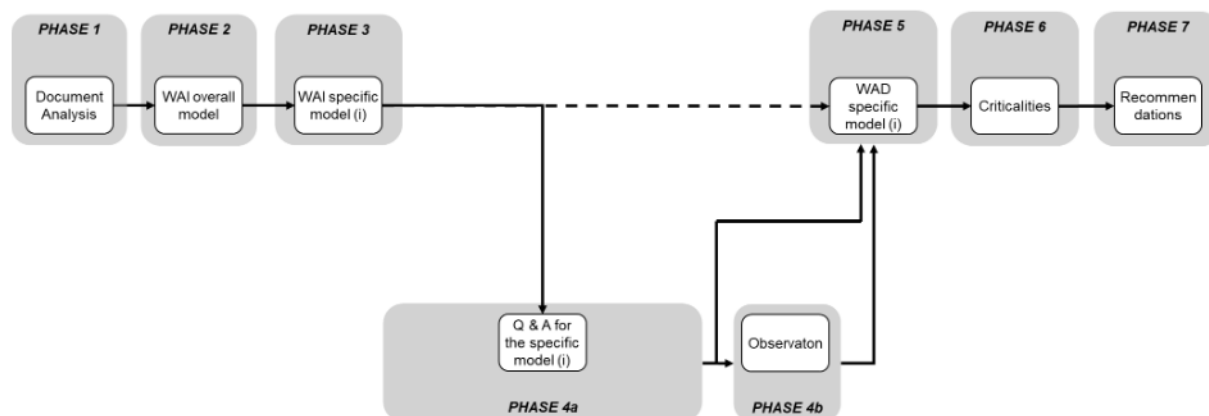 PHASE 1
Document
Analysis
PHASE 2
WAI overall
model
PHASE 3
WAI specific
model (i)
PHASE 5
WAD
specific
model (i)
PHASE 6
Criticalities
PHASE 7
Recommen
dations
Q & A for
the specific
model (i)
PHASE 4a
Observaton
PHASE 4b